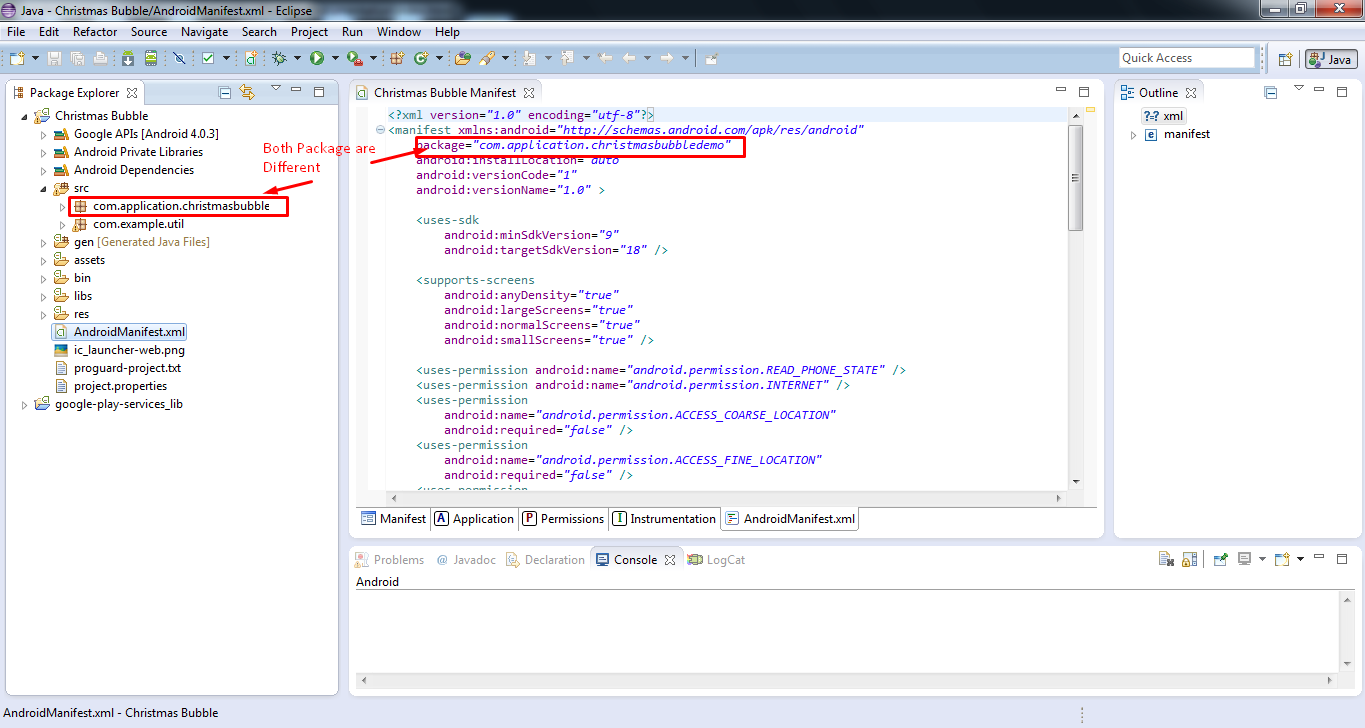 Java - Christmas Bubble/AndroidManifest.xml - Eclipse
File Edit Refactor Source Navigate Search Project Run Window Help
Quick Access
Java
Package Explorer
Christmas Bubble
Google APIs [Android 4.0.3]
Android Private Libraries
Android Dependencies
src
com.application.christmasbubble
com.example.util
gen [Generated Java Files]
assets
bin
libs
res
AndroidManifest.xml
ic_launcher-web.png
proguard-project.txt
project.properties
google-play-services_lib
Both Package are
Different
Christmas Bubble Manifest
<?xml version="1.0" encoding="utf-8"?>
<manifest xmlns:android="http://schemas.android.com/apk/res/android"
package="com.application.christmasbubbledemo"
android:installLocation="auto"
android:versionCode="1"
android:versionName="1.0" >
<uses-sdk
android:minSdkVersion="9"
android:targetSdkVersion="18" />
<supports-screens
android:anyDensity="true"
android:largeScreens="true"
android:normalScreens="true"
android:smallScreens="true" />
<uses-permission android:name="android.permission.READ_PHONE_STATE" />
<uses-permission android:name="android.permission.INTERNET" />
<uses-permission
android:name="android.permission.ACCESS_COARSE_LOCATION"
android:required="false" />
<uses-permission
android:name="android.permission.ACCESS_FINE_LOCATION"
android:required="false" />
<uses-permission
Manifest A Application P Permissions I Instrumentation AndroidManifest.xml
Outline
?-? xml
e manifest
Problems @ Javadoc Declaration Console LogCat
Android
AndroidManifest.xml - Christmas Bubble